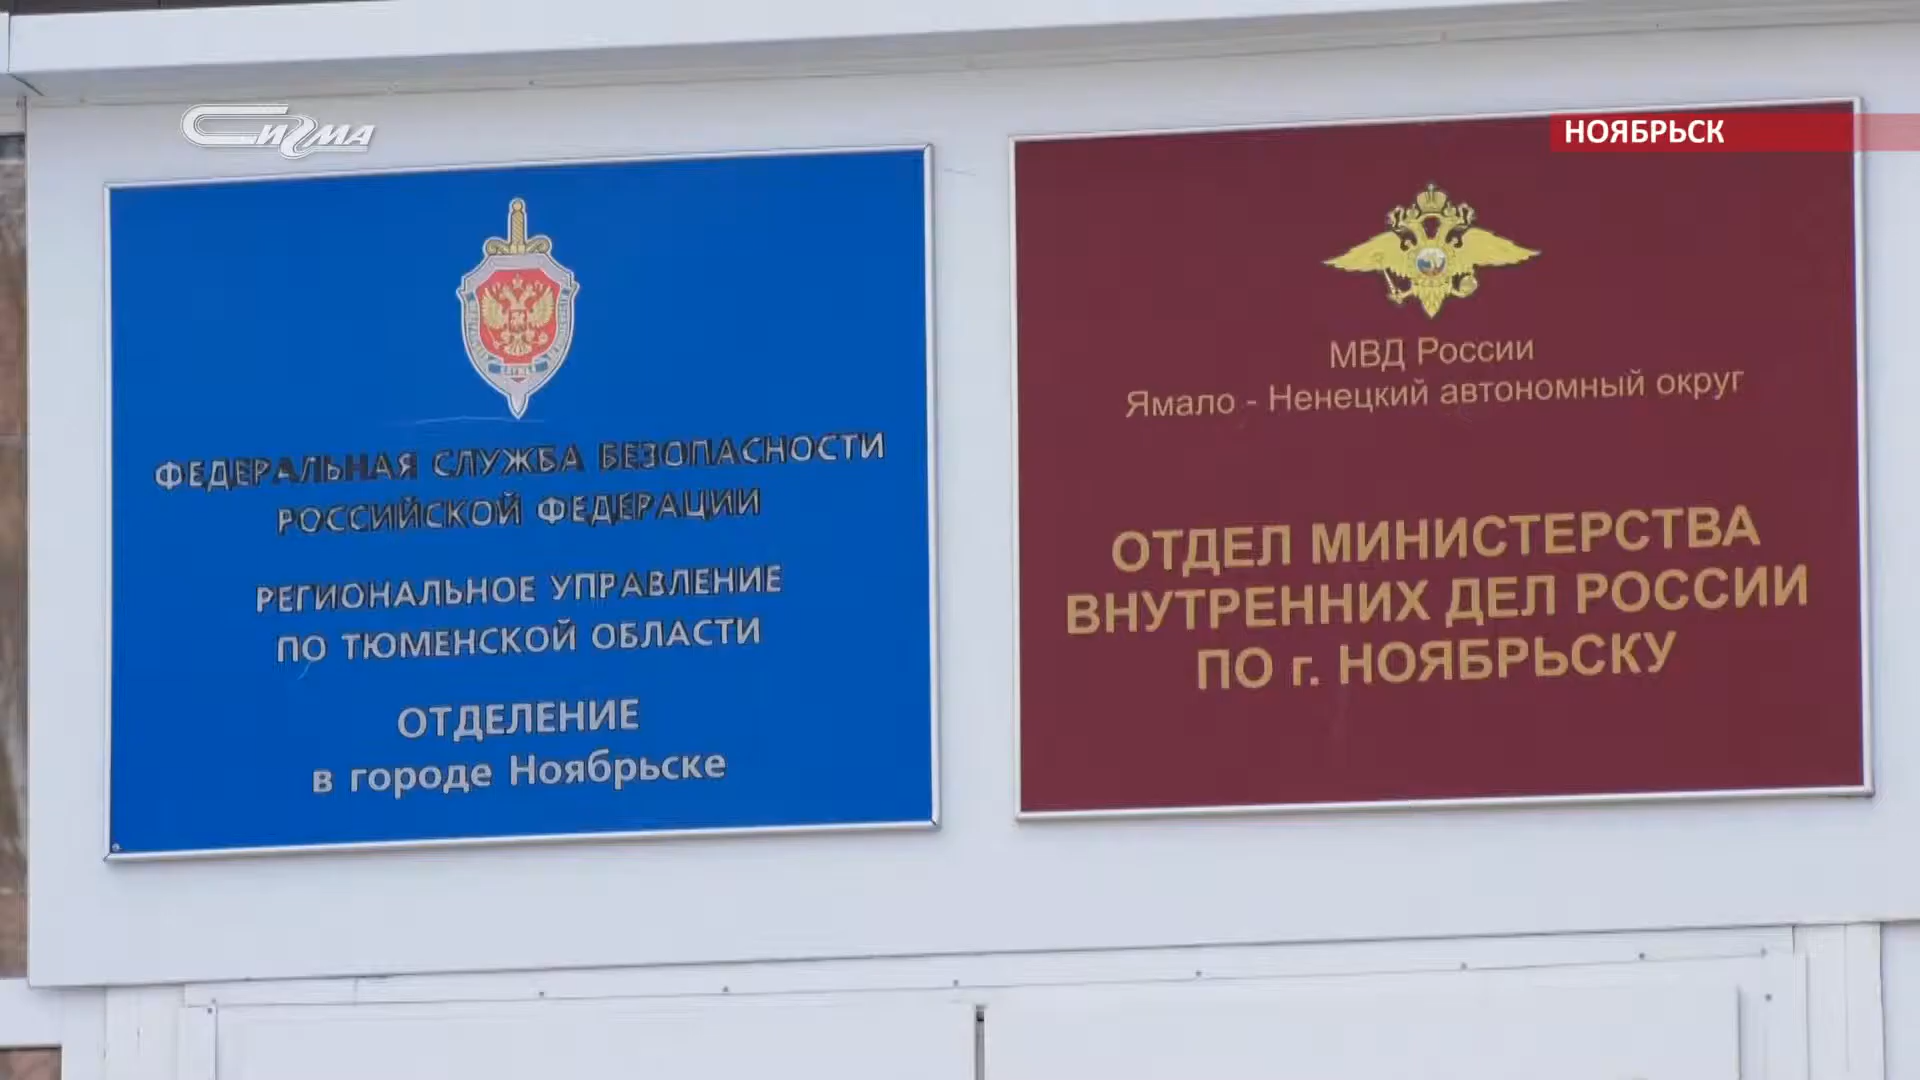 Сигма
НОЯБРЬСК
ФЕДЕРАЛЬНАЯ СЛУЖБА БЕЗОПАСНОСТИ
РОССИЙСКОЙ ФЕДЕРАЦИИ
РЕГИОНАЛЬНОЕ УПРАВЛЕНИЕ
ПО ТЮМЕНСКОЙ ОБЛАСТИ
ОТДЕЛЕНИЕ
в городе Ноябрьске
МВД России
Ямало - Ненецкий автономный округ
ОТДЕЛ МИНИСТЕРСТВА
ВНУТРЕННИХ ДЕЛ РОССИИ
ПО г. НОЯБРЬСКУ